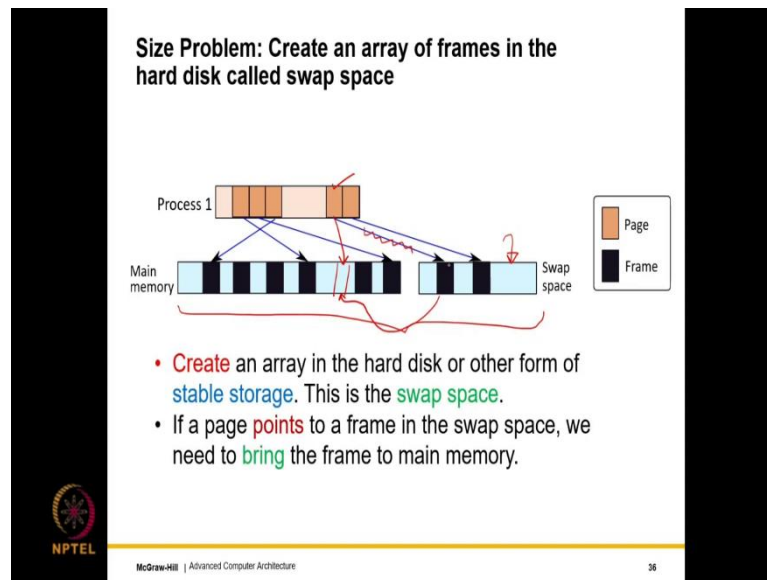 Size Problem: Create an array of frames in the
hard disk called swap space
Process 1
Page
Frame
Main
memory
Swap
space
• Create an array in the hard disk or other form of
stable storage. This is the swap space.
• If a page points to a frame in the swap space, we
need to bring the frame to main memory.
NPTEL
McGraw-Hill | Advanced Computer Architecture
36